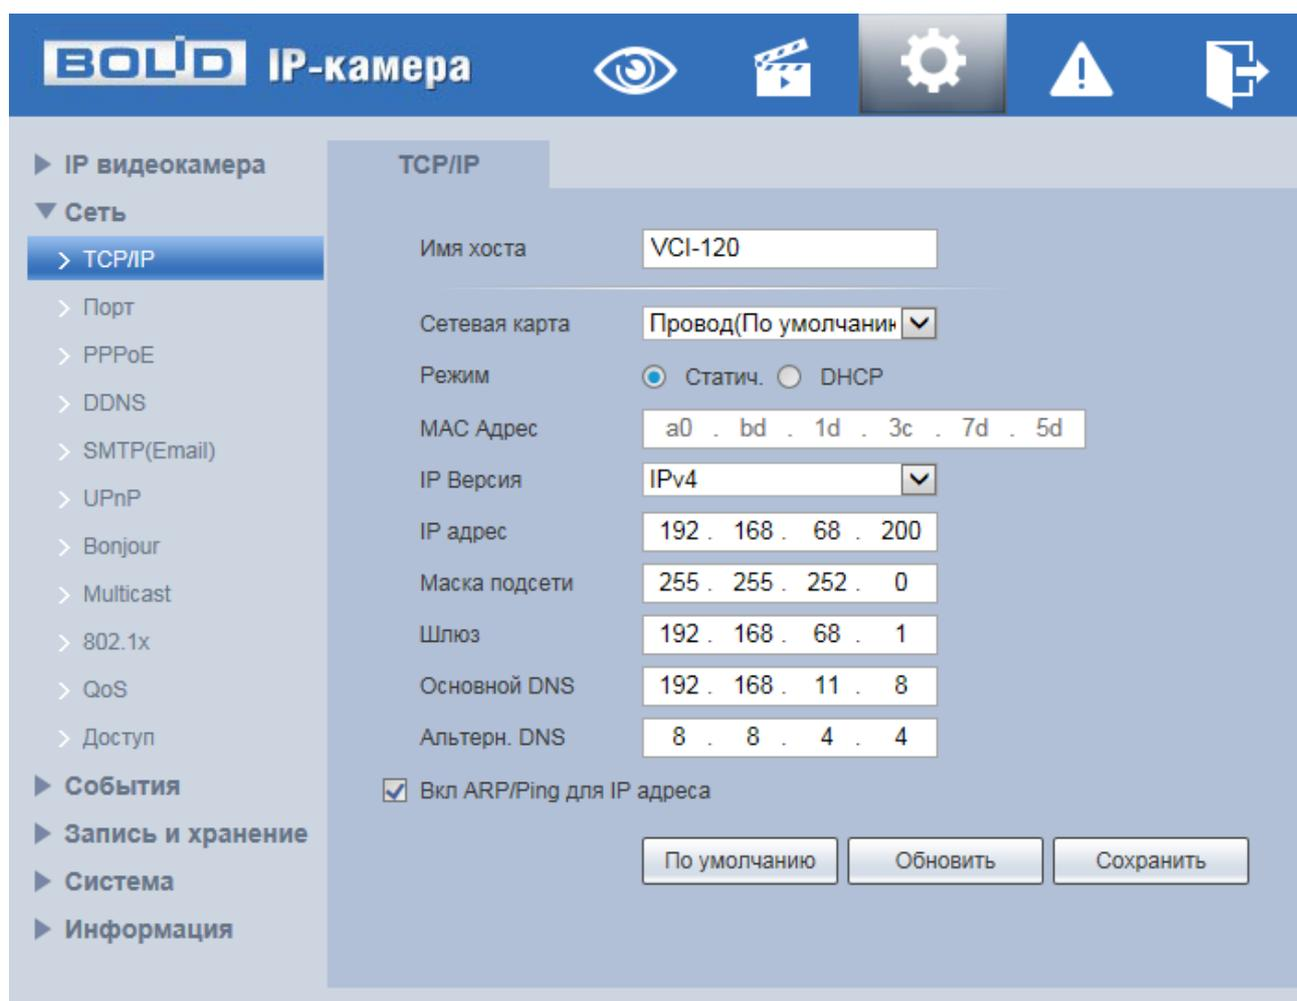 BOLID IP-камера
IP видеокамера
Сеть
TCP/IP
Порт
PPPoE
DDNS
SMTP(Email)
UPnP
Bonjour
Multicast
802.1x
QoS
Доступ
События
Запись и хранение
Система
Информация
TCP/IP
Имя хоста VCI-120
Сетевая карта Провод(По умолчани
Режим Статич. DHCP
MAC Адрес a0 . bd . 1d . 3c . 7d . 5d
IP Версия IPv4
IP адрес 192 . 168 . 68 . 200
Маска подсети 255 . 255 . 252 . 0
Шлюз 192 . 168 . 68 . 1
Основной DNS 192 . 168 . 11 . 8
Альтерн. DNS 8 . 8 . 4 . 4
Вкл ARP/Ping для IP адреса
По умолчанию Обновить Сохранить